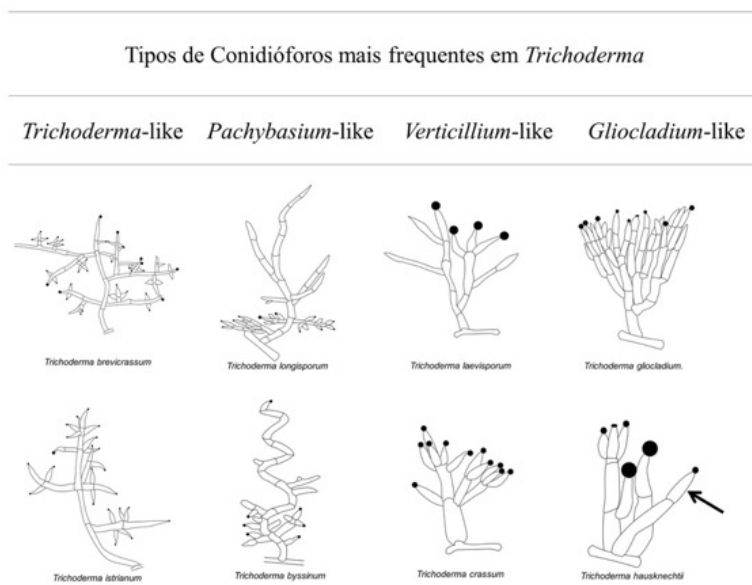 Tipos de Conidióforos mais frequentes em Trichoderma
Trichoderma-like Pachybasium-like Verticillium-like Gliocladium-like
Trichoderma brevicrassum Trichoderma longisporum Trichoderma laevisporum Trichoderma gliocladium.
Trichoderma istrianum Trichoderma byssinum Trichoderma crassum Trichoderma hausknechtii